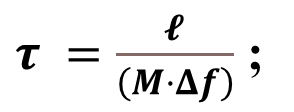 τ = ℓ / (M·Δf) ;